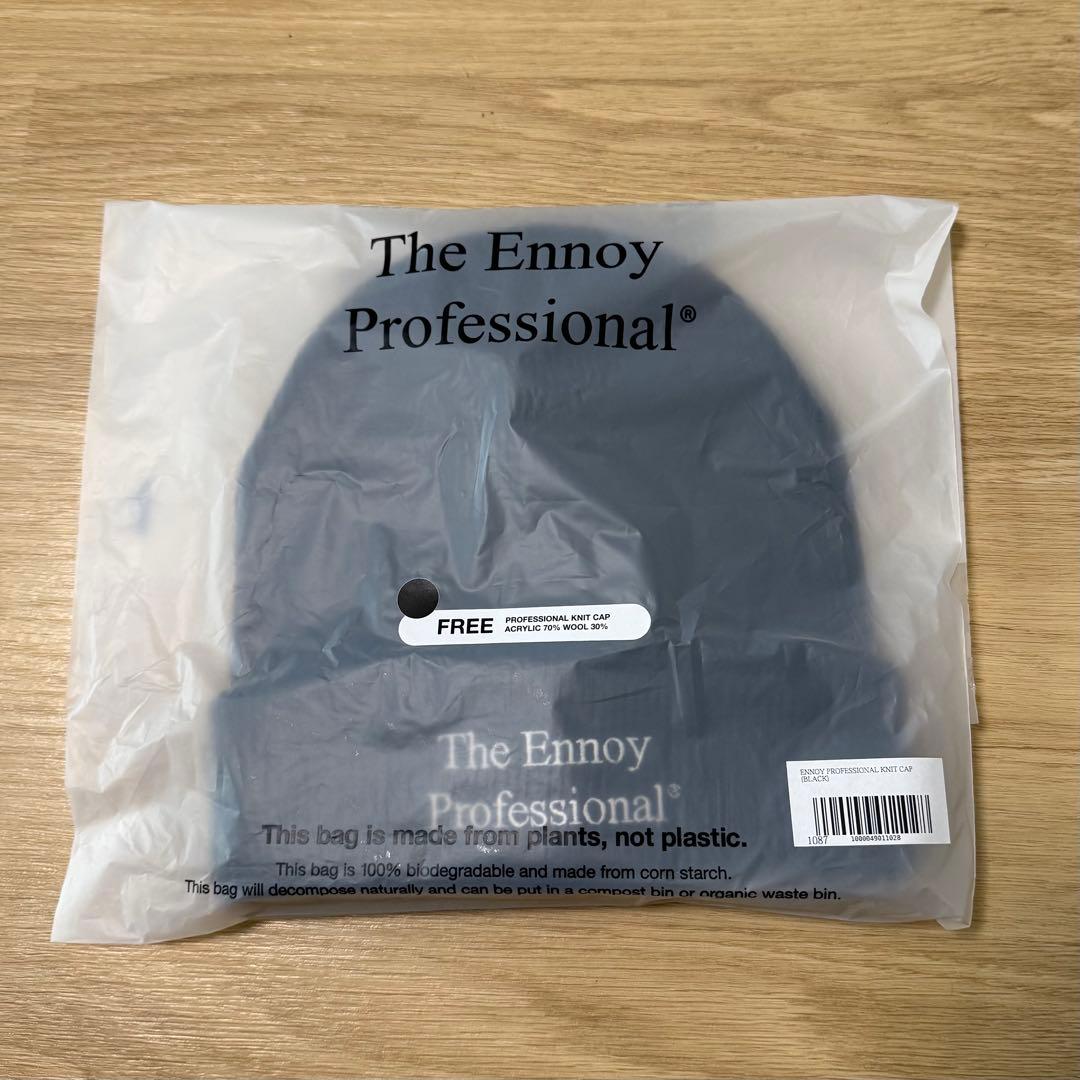 The Ennoy
Professional®
FREE
PROFESSIONAL KNIT CAP
ACRYLIC 70% WOOL 30%
The Ennoy
Professional®
This bag is made from plants, not plastic.
This bag is 100% biodegradable and made from corn starch.
This bag will decompose naturally and can be put in a compost bin or organic waste bin.
ENNOY PROFESSIONAL KNIT CAP
(BLACK)
1087 1000049011028